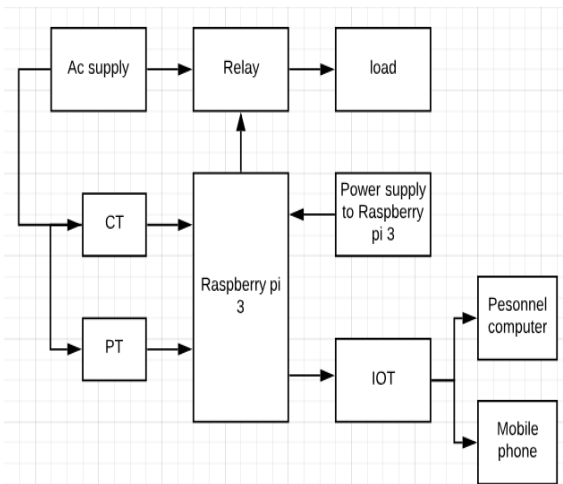 Ac supply
Relay
load
CT
Power supply
to Raspberry
pi 3
Raspberry pi
3
PT
IOT
Pesonnel
computer
Mobile
phone